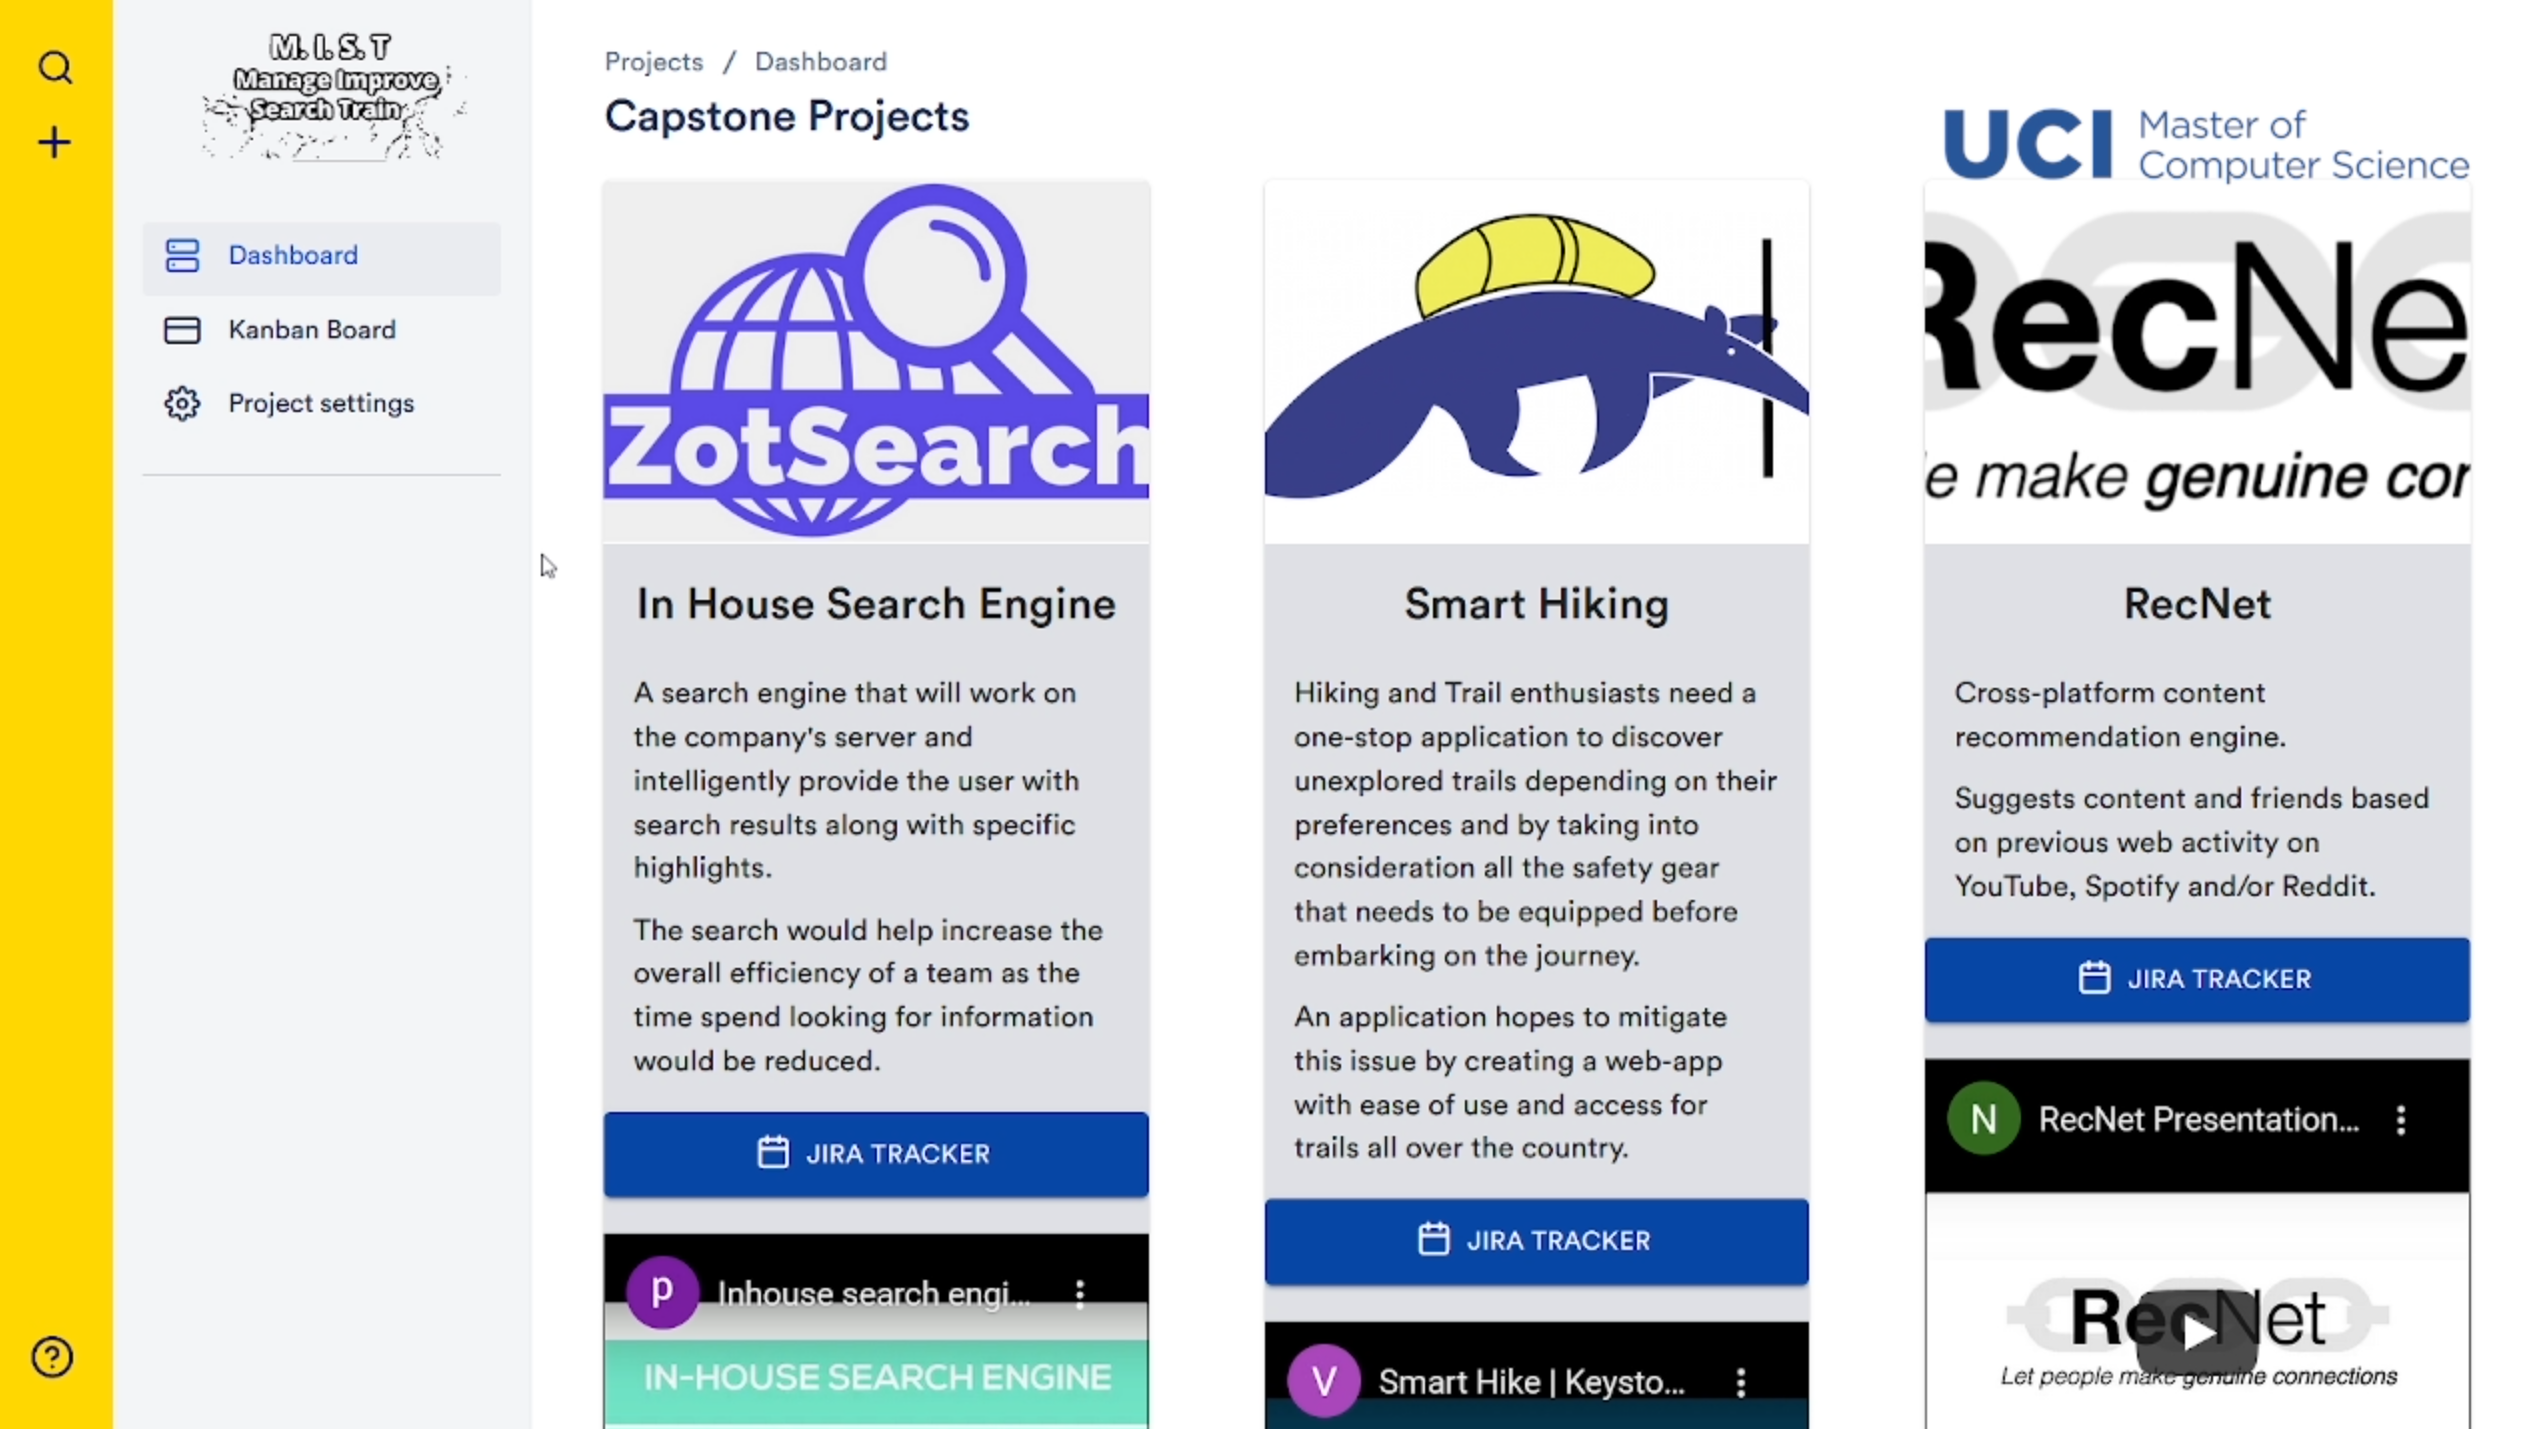 M. I. S. T
Manage Improve
Search Train
Dashboard
Kanban Board
Project settings
Projects / Dashboard
Capstone Projects
UCI Master of
Computer Science
ZotSearch
In House Search Engine
A search engine that will work on
the company's server and
intelligently provide the user with
search results along with specific
highlights.
The search would help increase the
overall efficiency of a team as the
time spend looking for information
would be reduced.
JIRA TRACKER
p Inhouse search engi...
IN-HOUSE SEARCH ENGINE
Smart Hiking
Hiking and Trail enthusiasts need a
one-stop application to discover
unexplored trails depending on their
preferences and by taking into
consideration all the safety gear
that needs to be equipped before
embarking on the journey.
An application hopes to mitigate
this issue by creating a web-app
with ease of use and access for
trails all over the country.
JIRA TRACKER
V Smart Hike | Keysto...
RecNe
e make genuine cor
RecNet
Cross-platform content
recommendation engine.
Suggests content and friends based
on previous web activity on
YouTube, Spotify and/or Reddit.
JIRA TRACKER
N RecNet Presentation...
RecNet
Let people make genuine connections